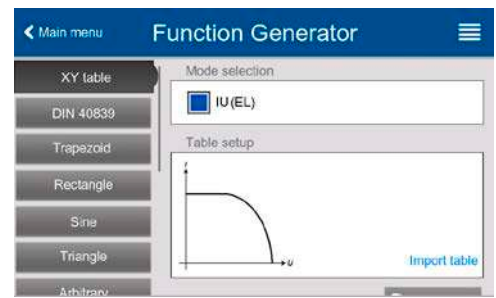 Main menu
Function Generator
XY table
DIN 40839
Trapezoid
Rectangle
Sine
Triangle
Arbitrary
Mode selection
IU(EL)
Table setup
I
U
Import table